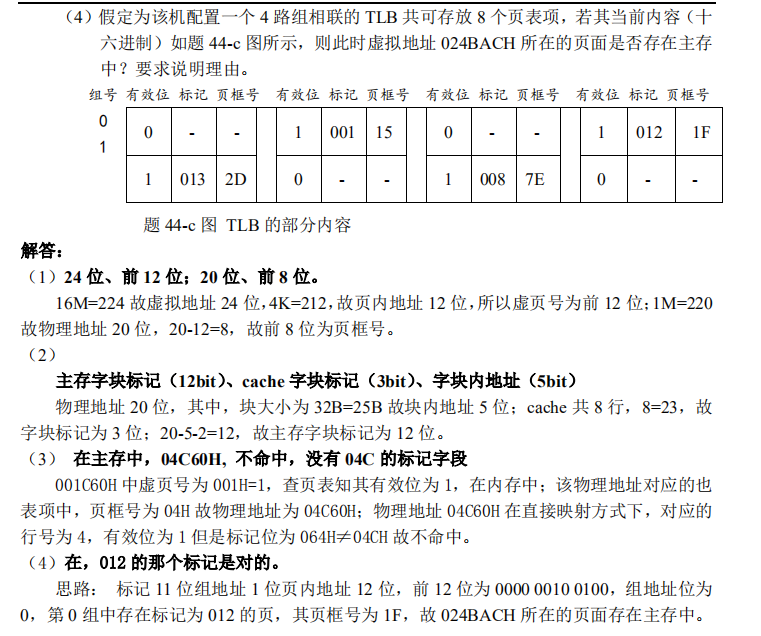 （4）假定为该机配置一个 4 路组相联的 TLB 共可存放 8 个页表项，若其当前内容（十
六进制）如题 44-c 图所示，则此时虚拟地址 024BACH 所在的页面是否存在主存
中？要求说明理由。
组号 有效位 标记 页框号 有效位 标记 页框号 有效位 标记 页框号 有效位 标记 页框号
0 0 - - 1 001 15 0 - - 1 012 1F
1 1 013 2D 0 - - 1 008 7E 0 - -
题 44-c 图 TLB 的部分内容
解答：
（1）24 位、前 12 位；20 位、前 8 位。
16M=224 故虚拟地址 24 位，4K=212，故页内地址 12 位，所以虚页号为前 12 位；1M=220
故物理地址 20 位，20-12=8，故前 8 位为页框号。
（2）
主存字块标记（12bit）、cache 字块标记（3bit）、字块内地址（5bit）
物理地址 20 位，其中，块大小为 32B=25B 故块内地址 5 位；cache 共 8 行，8=23，故
字块标记为 3 位；20-5-2=12，故主存字块标记为 12 位。
（3） 在主存中，04C60H, 不命中，没有 04C 的标记字段
001C60H 中虚页号为 001H=1，查页表知其有效位为 1，在内存中；该物理地址对应的也
表项中，页框号为 04H 故物理地址为 04C60H；物理地址 04C60H 在直接映射方式下，对应的
行号为 4，有效位为 1 但是标记位为 064H≠04CH 故不命中。
（4）在，012 的那个标记是对的。
思路： 标记 11 位组地址 1 位页内地址 12 位，前 12 位为 0000 0010 0100，组地址位为
0，第 0 组中存在标记为 012 的页，其页框号为 1F，故 024BACH 所在的页面存在主存中。